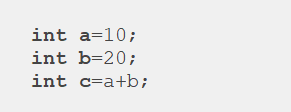 int a=10;
int b=20;
int c=a+b;